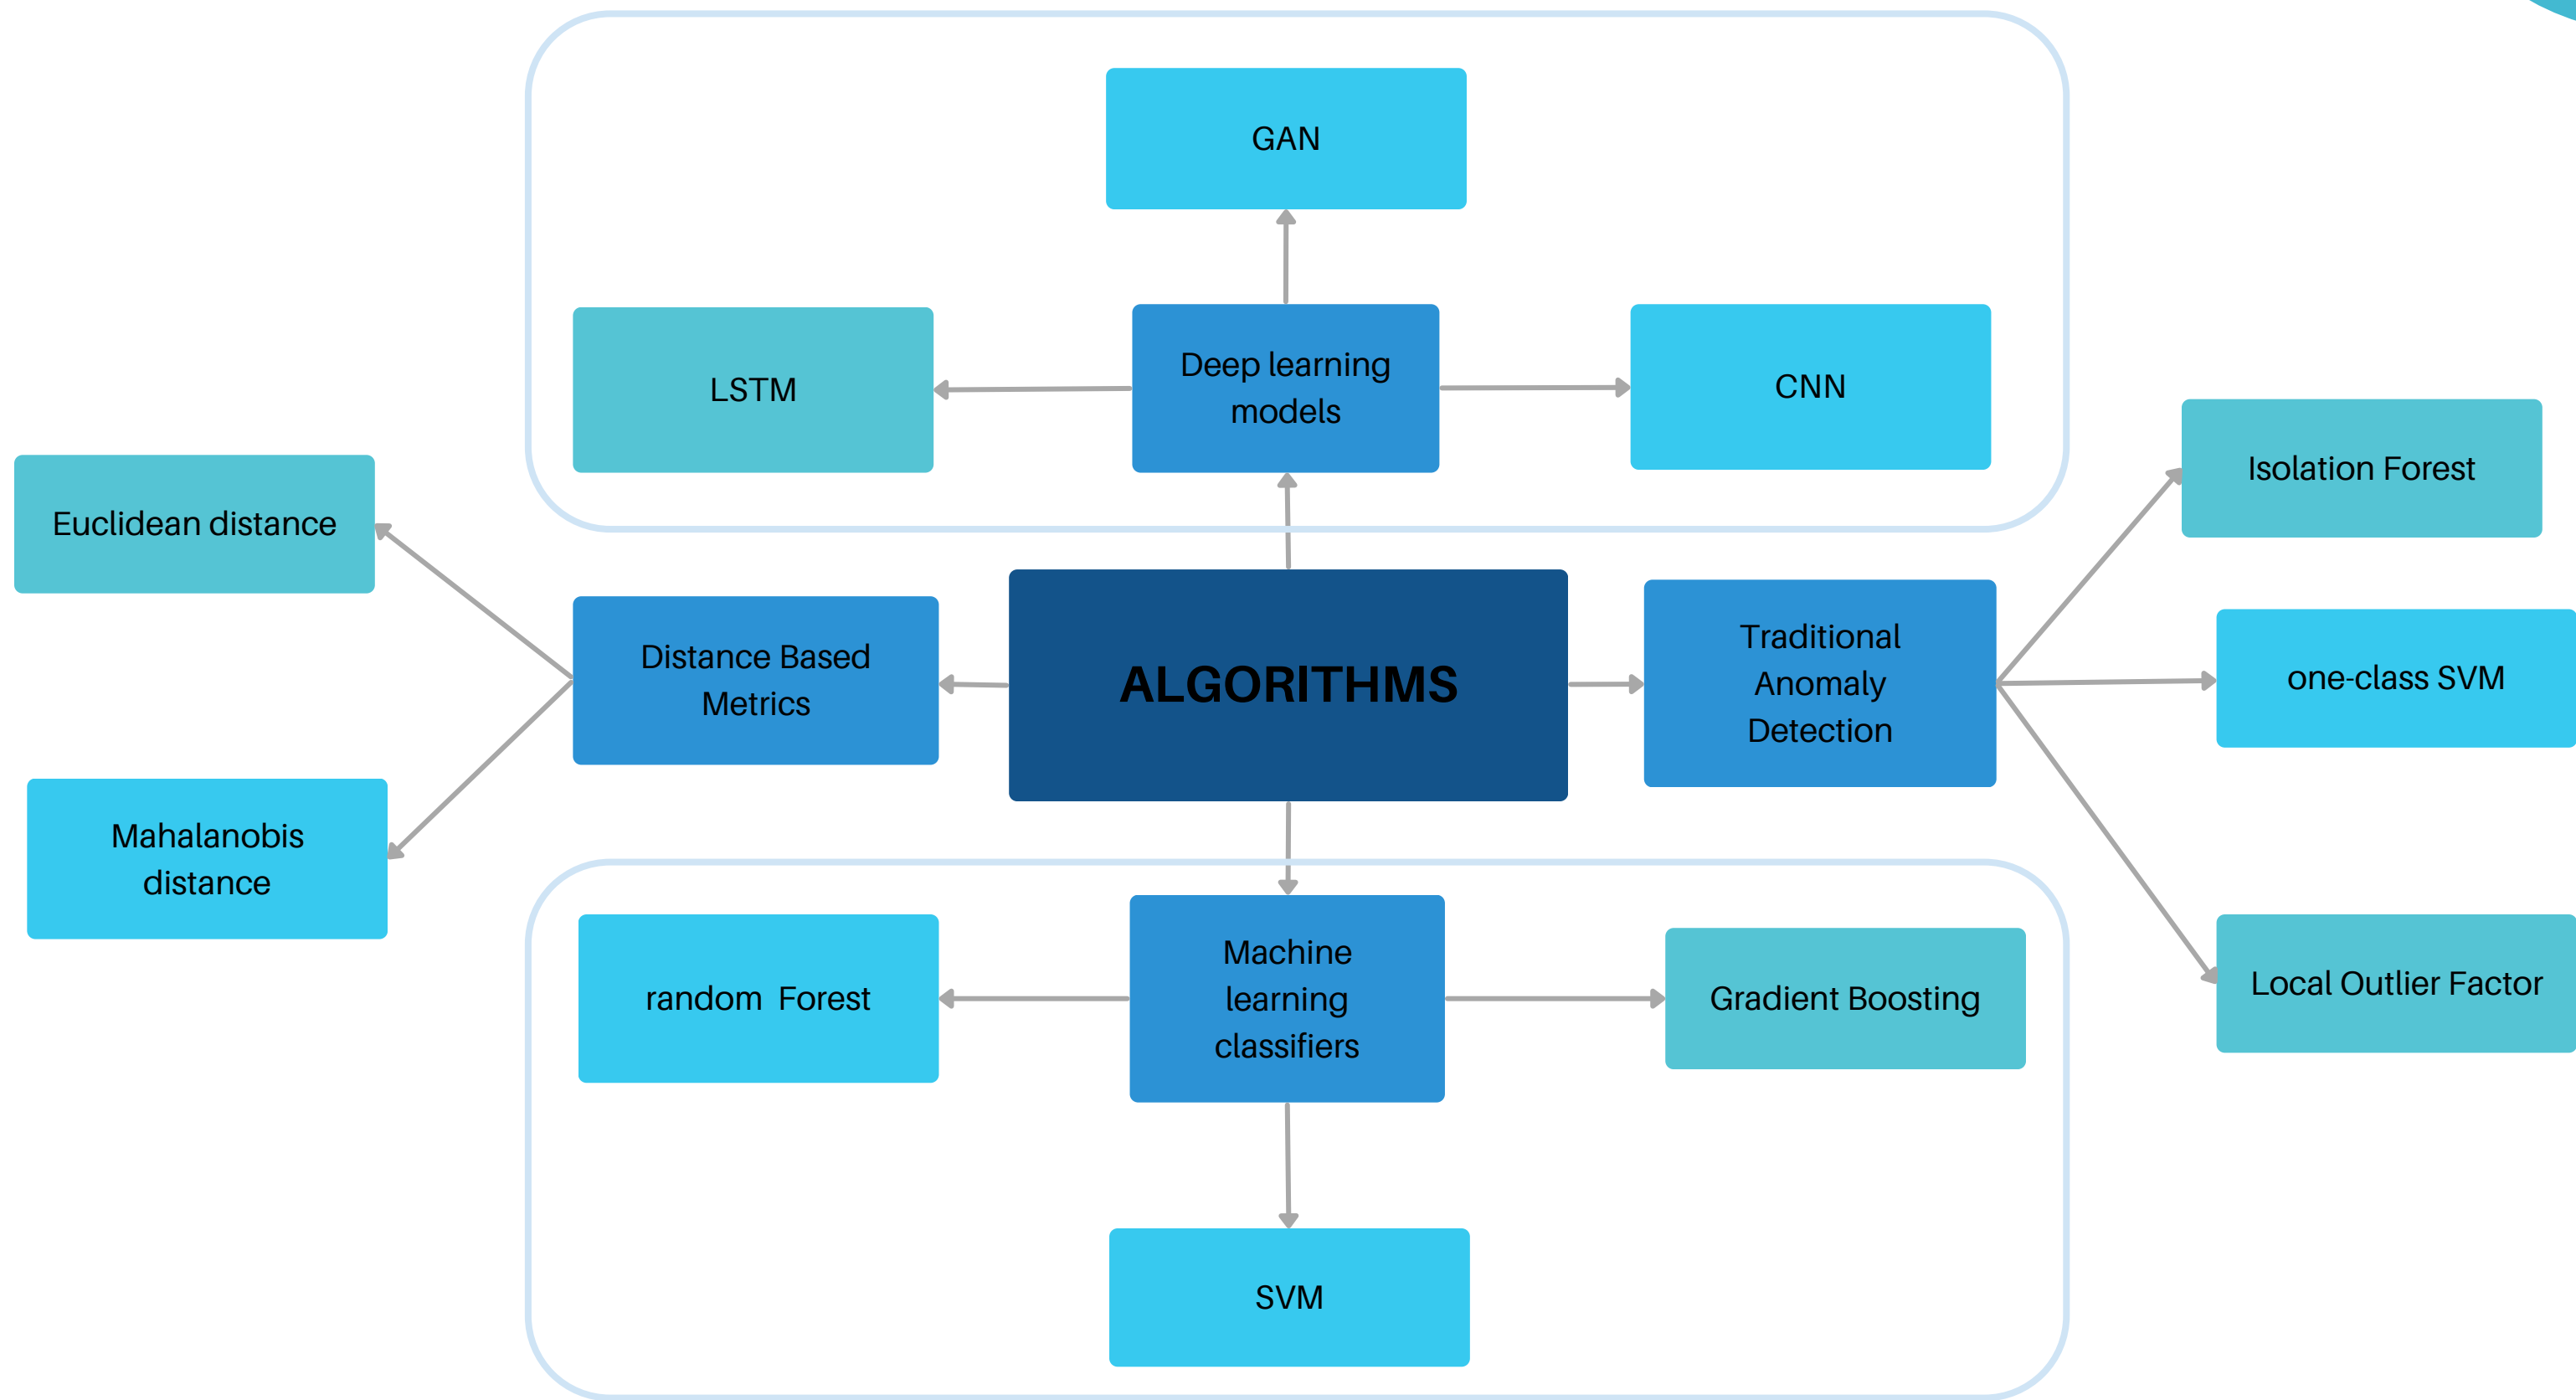 GAN
LSTM
Deep learning
models
CNN
Isolation Forest
Euclidean distance
Distance Based
Metrics
ALGORITHMS
Traditional
Anomaly
Detection
one-class SVM
Mahalanobis
distance
random  Forest
Machine
learning
classifiers
Gradient Boosting
Local Outlier Factor
SVM